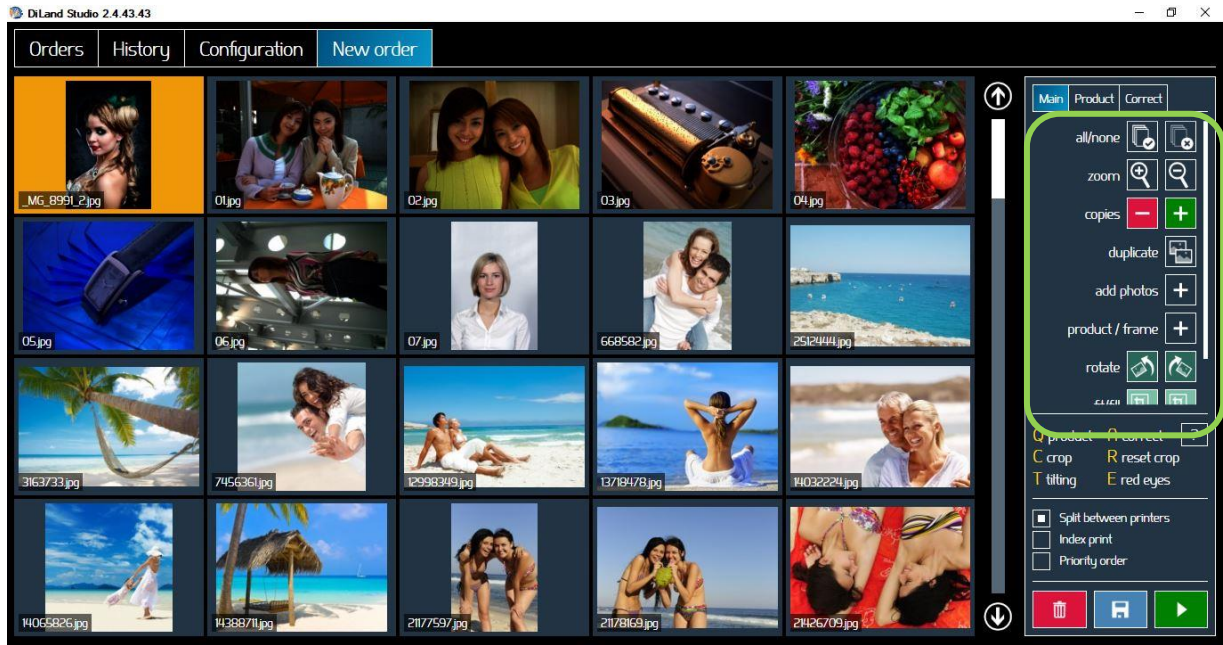 DiLand Studio 2.4.43.43
Orders History Configuration New order
_MG_8991_2.jpg 01.jpg 02.jpg 03.jpg 04.jpg
05.jpg 06.jpg 07.jpg 668582.jpg 2512444.jpg
3163733.jpg 7456361.jpg 12998349.jpg 13718478.jpg 14032224.jpg
14065826.jpg 14388711.jpg 21177597.jpg 21178169.jpg 21426709.jpg
Main Product Correct
all/none
zoom
copies
duplicate
add photos
product / frame
rotate
fit/fill
Q product A correct ?
C crop R reset crop
T tilting E red eyes
Split between printers
Index print
Priority order